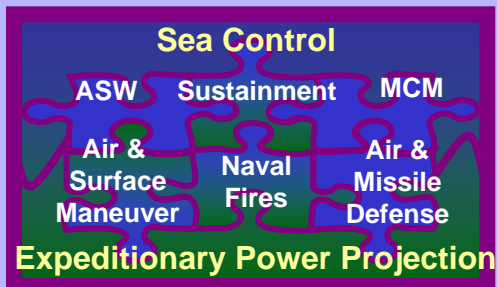 Sea Control
ASW Sustainment MCM
Air &
Surface
Maneuver
Naval
Fires
Air &
Missile
Defense
Expeditionary Power Projection